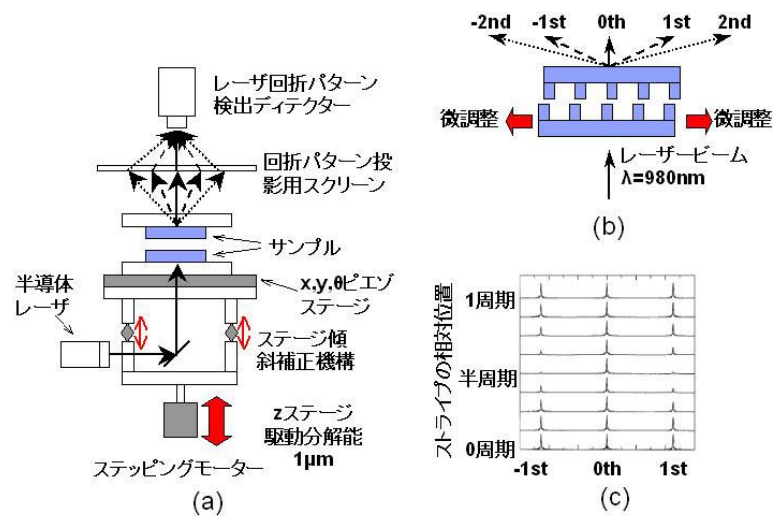 レーザ回折パターン
検出ディテクター
回折パターン投
影用スクリーン
サンプル
x,y,θピエゾ
ステージ
半導体
レーザ
ステージ傾
斜補正機構
zステージ
駆動分解能
1μm
ステッピングモーター
(a)
-2nd -1st 0th 1st 2nd
微調整 微調整
レーザービーム
λ=980nm
(b)
ストライプの相対位置
1周期
半周期
0周期
-1st 0th 1st
(c)